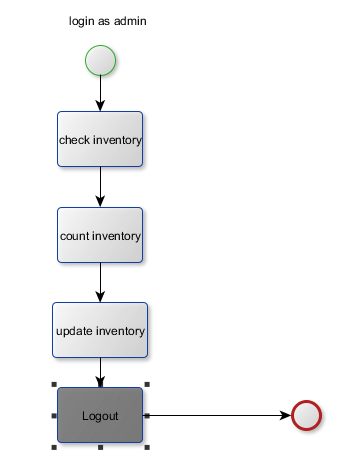 login as admin
check inventory
count inventory
update inventory
Logout